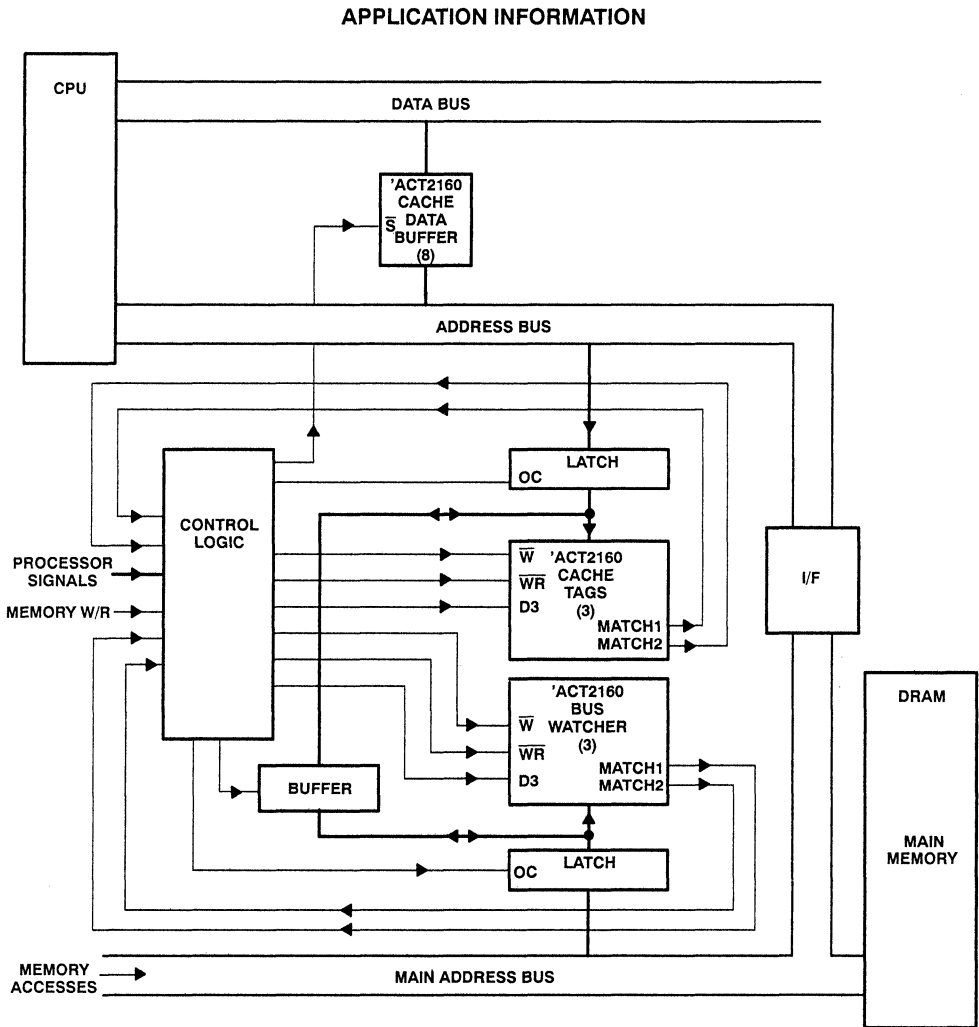 APPLICATION INFORMATION
CPU
DATA BUS
'ACT2160
CACHE
DATA
BUFFER
(8)
S̅
ADDRESS BUS
LATCH
OC
CONTROL
LOGIC
PROCESSOR
SIGNALS
MEMORY W/R
W̅
W̅R̅
D3
'ACT2160
CACHE
TAGS
(3)
MATCH1
MATCH2
I/F
W̅
W̅R̅
D3
'ACT2160
BUS
WATCHER
(3)
MATCH1
MATCH2
BUFFER
LATCH
OC
DRAM
MAIN
MEMORY
MEMORY
ACCESSES
MAIN ADDRESS BUS